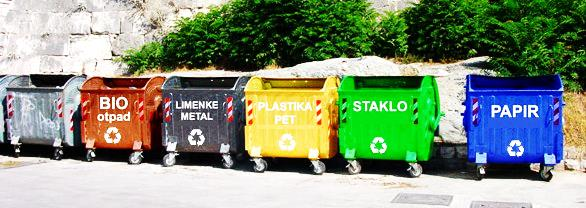 BIO
otpad
LIMENKE
METAL
PLASTIKA
PET
STAKLO
PAPIR